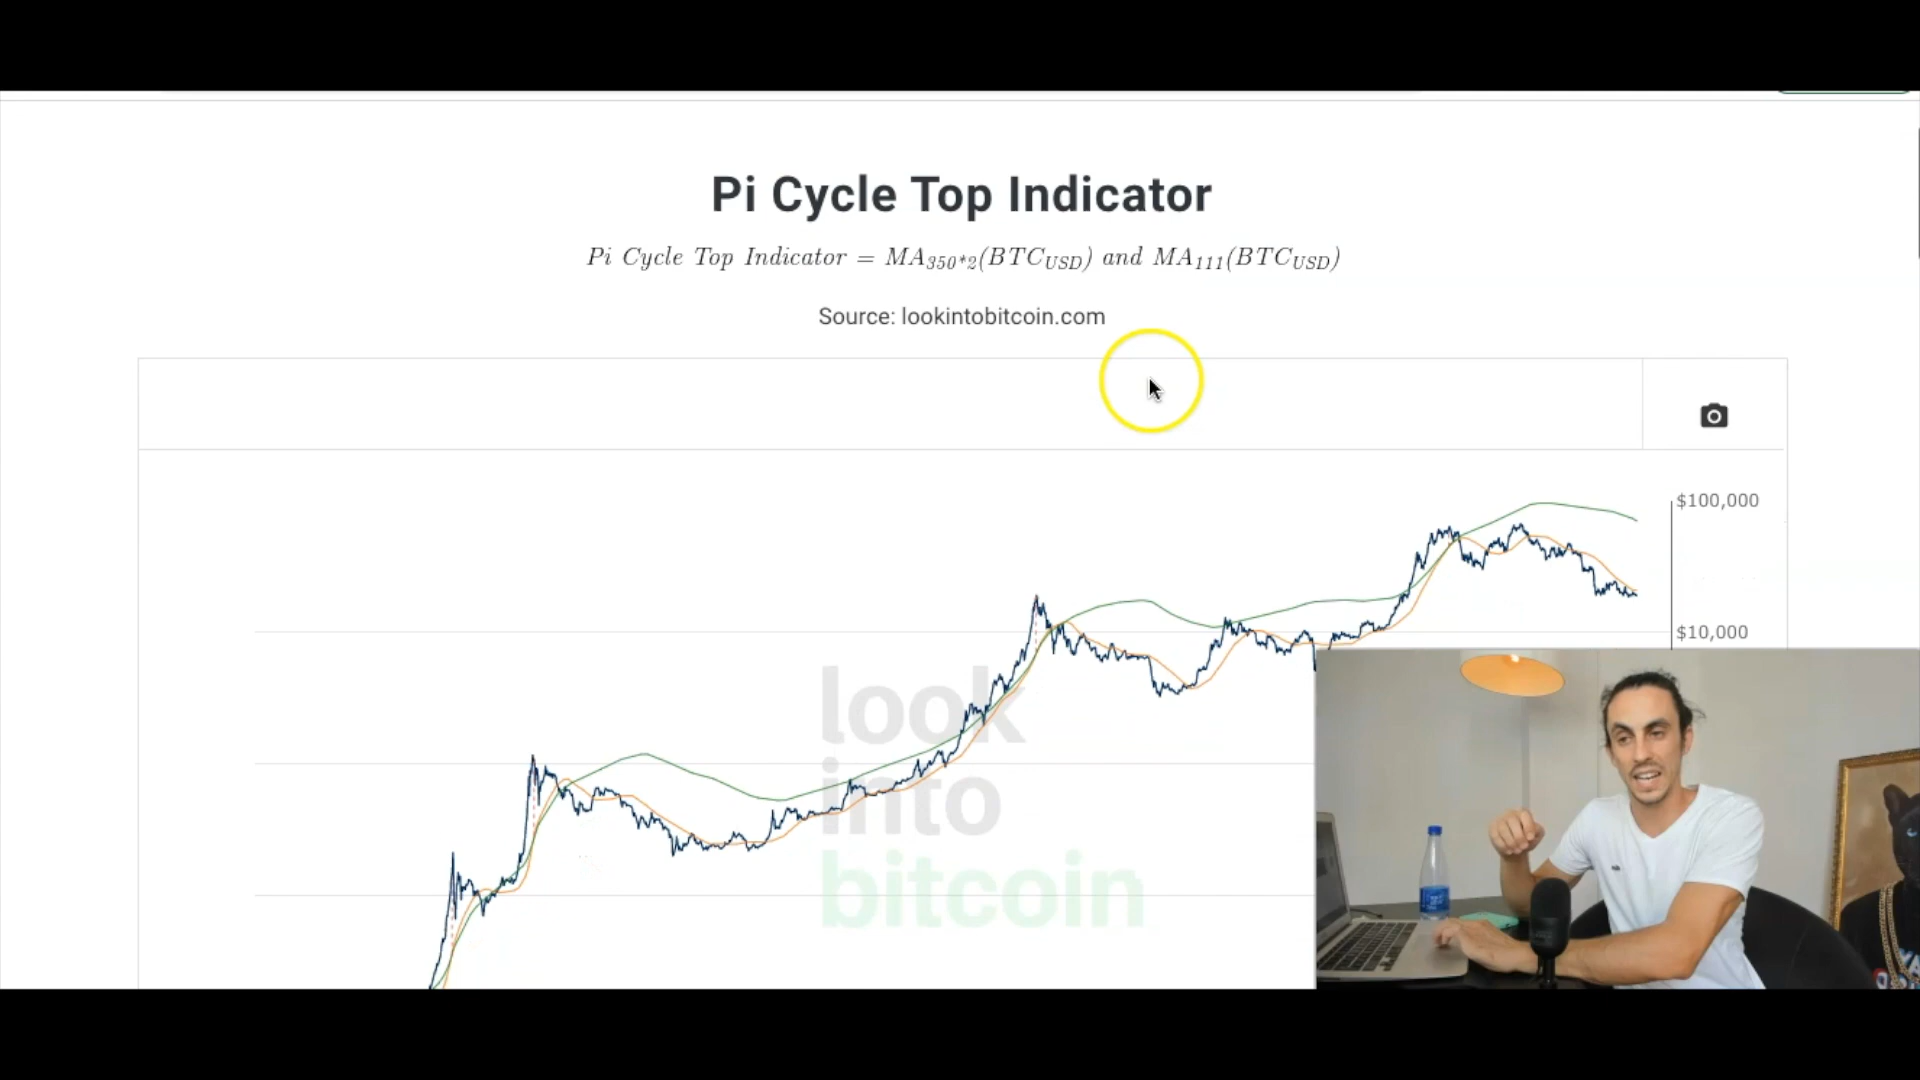 Pi Cycle Top Indicator
Pi Cycle Top Indicator = MA350*2(BTCUSD) and MA111(BTCUSD)
Source: lookintobitcoin.com
$100,000
$10,000
look
into
bitcoin